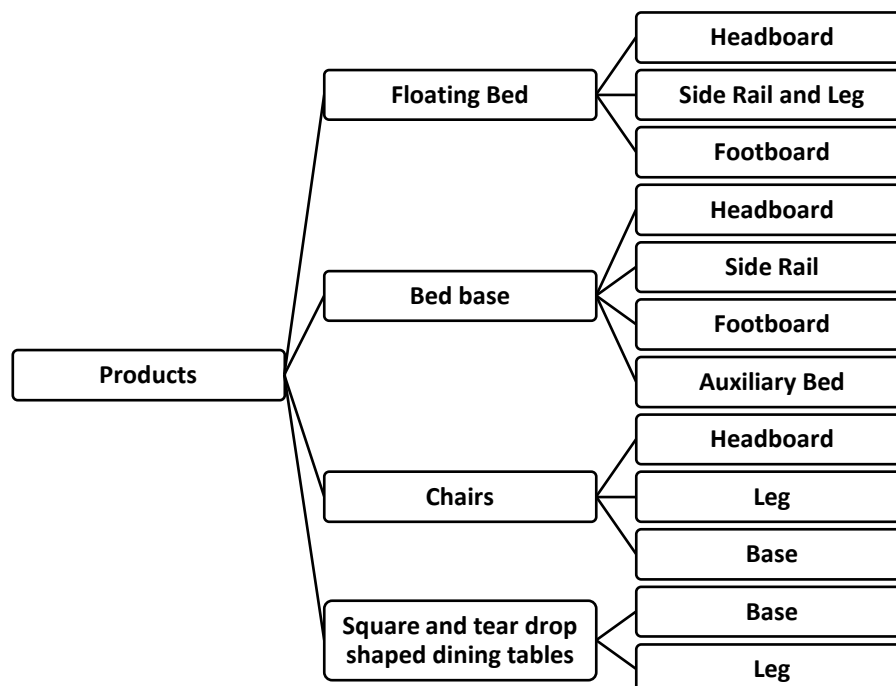 Products
Floating Bed
Headboard
Side Rail and Leg
Footboard
Bed base
Headboard
Side Rail
Footboard
Auxiliary Bed
Chairs
Headboard
Leg
Base
Square and tear drop
shaped dining tables
Base
Leg